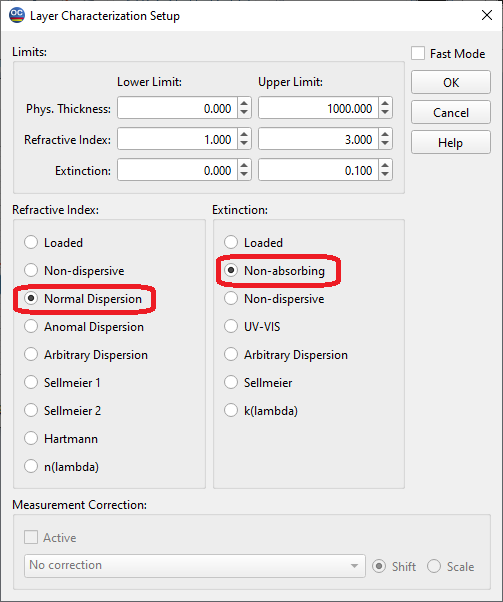 OC Layer Characterization Setup
Limits:
Fast Mode
Lower Limit: Upper Limit:
OK
Phys. Thickness: 0.000 1000.000
Cancel
Refractive Index: 1.000 3.000
Help
Extinction: 0.000 0.100
Refractive Index: Extinction:
Loaded Loaded
Non-dispersive Non-absorbing
Normal Dispersion Non-dispersive
Anomal Dispersion UV-VIS
Arbitrary Dispersion Arbitrary Dispersion
Sellmeier 1 Sellmeier
Sellmeier 2 k(lambda)
Hartmann
n(lambda)
Measurement Correction:
Active
No correction Shift Scale